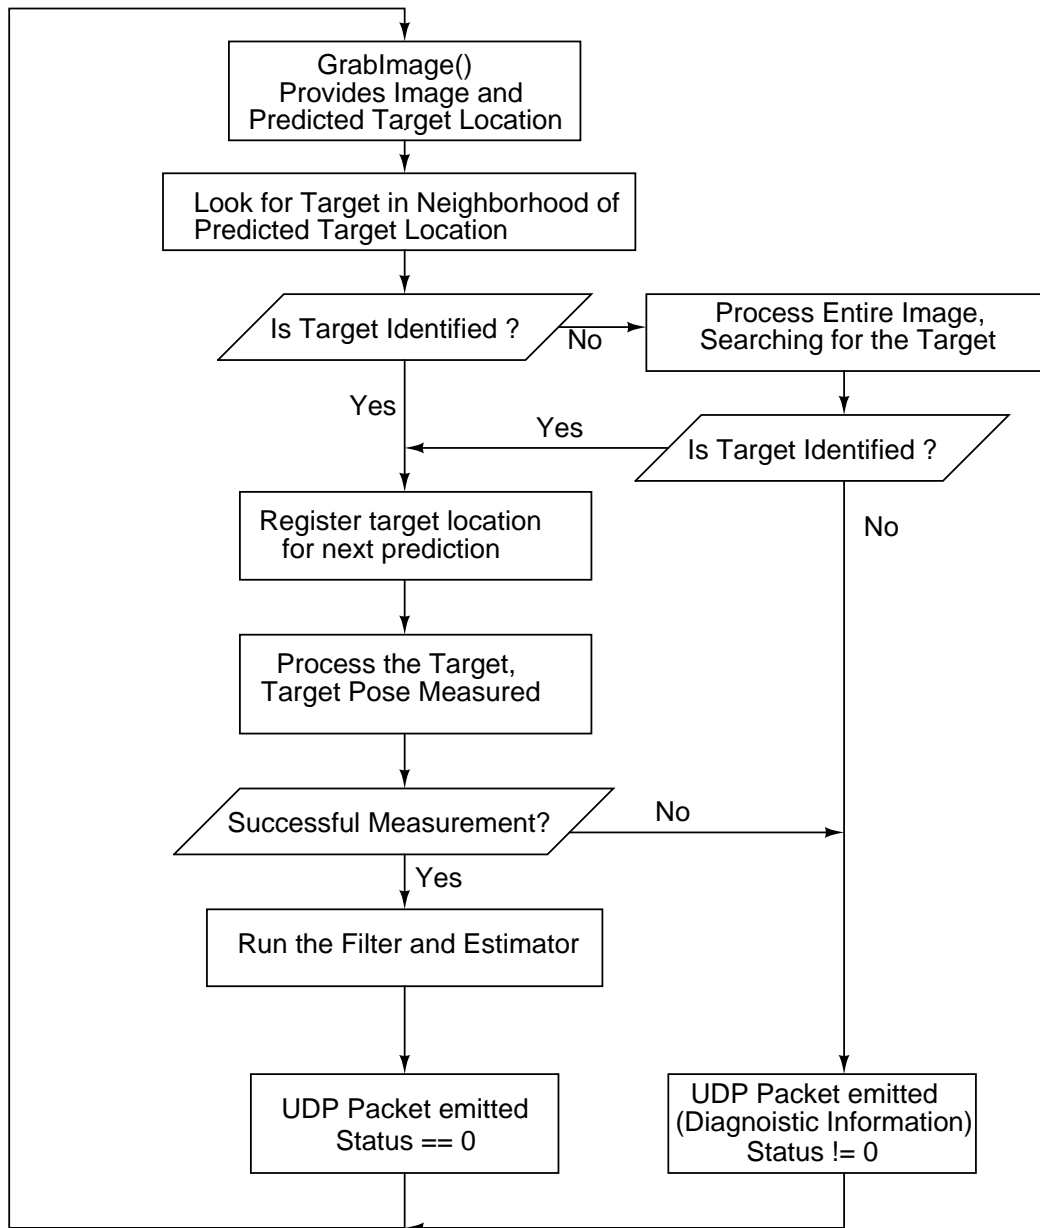 GrabImage()
Provides Image and
Predicted Target Location
Look for Target in Neighborhood of
Predicted Target Location
Is Target Identified ?
No
Process Entire Image,
Searching for the Target
Yes
Yes
Is Target Identified ?
No
Register target location
for next prediction
Process the Target,
Target Pose Measured
Successful Measurement?
No
Yes
Run the Filter and Estimator
UDP Packet emitted
Status == 0
UDP Packet emitted
(Diagnoistic Information)
Status != 0